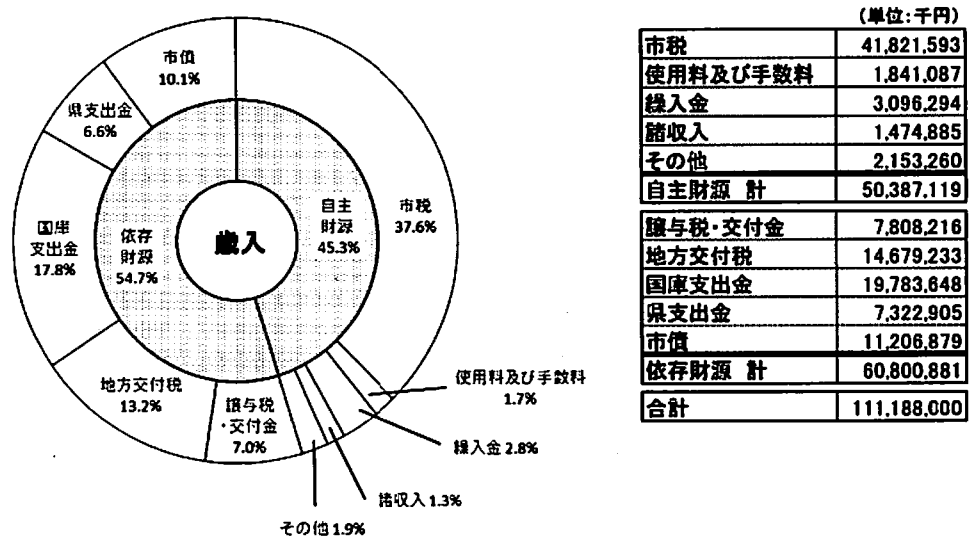 市債
10.1%
県支出金
6.6%
国庫
支出金
17.8%
依存
財源
54.7%
歳入
自主
財源
45.3%
市税
37.6%
地方交付税
13.2%
譲与税
・交付金
7.0%
使用料及び手数料
1.7%
繰入金 2.8%
諸収入 1.3%
その他 1.9%
(単位:千円)
市税 41,821,593
使用料及び手数料 1,841,087
繰入金 3,096,294
諸収入 1,474,885
その他 2,153,260
自主財源 計 50,387,119
譲与税・交付金 7,808,216
地方交付税 14,679,233
国庫支出金 19,783,648
県支出金 7,322,905
市債 11,206,879
依存財源 計 60,800,881
合計 111,188,000